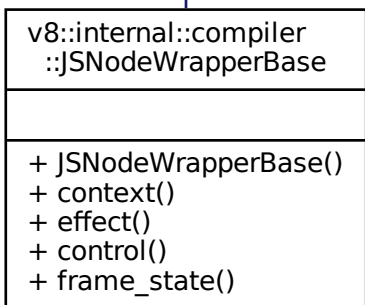 v8::internal::compiler
::JSNodeWrapperBase
+ JSNodeWrapperBase()
+ context()
+ effect()
+ control()
+ frame_state()